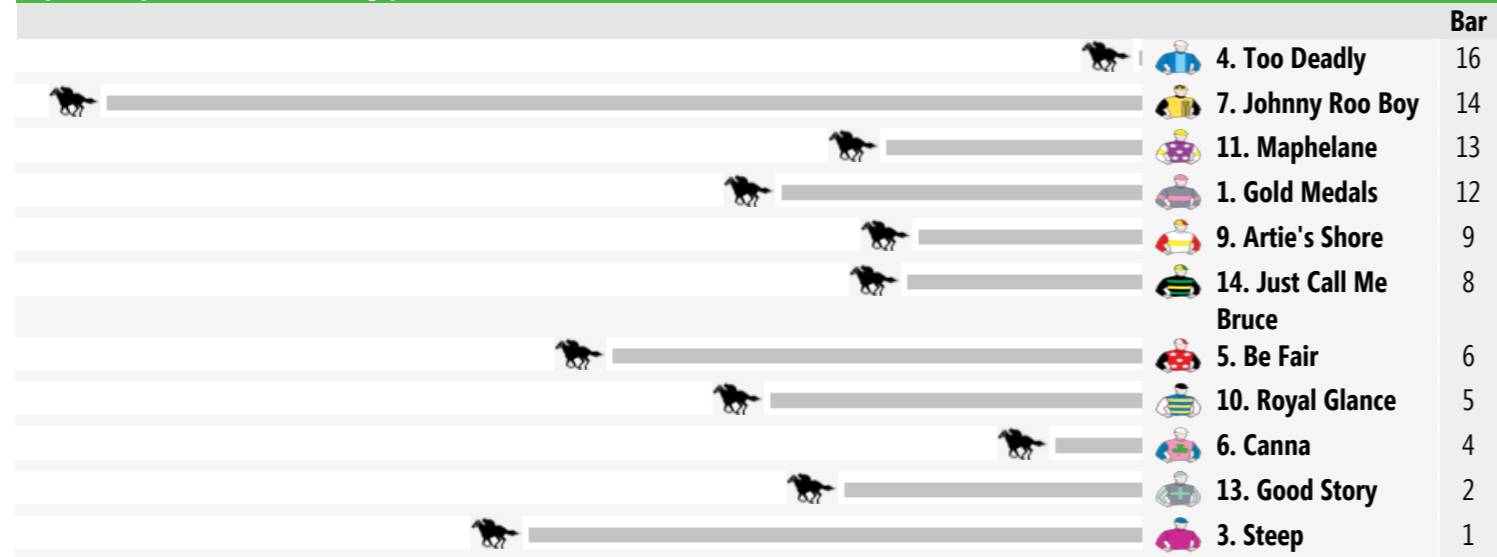 Bar
4. Too Deadly 16
7. Johnny Roo Boy 14
11. Maphelane 13
1. Gold Medals 12
9. Artie's Shore 9
14. Just Call Me 8
Bruce
5. Be Fair 6
10. Royal Glance 5
6. Canna 4
13. Good Story 2
3. Steep 1